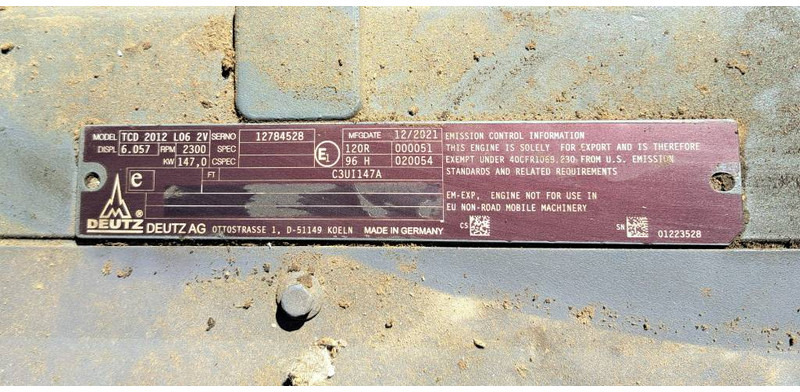 MODEL TCD 2012 L06 2V SERNO 12784528 MFGDATE 12/2021
DISPL 6.057 RPM 2300 SPEC 120R 000051
KW 147,0 CSPEC E1 96 H 020054
e FT C3UI147A
DEUTZ ®
DEUTZ AG OTTOSTRASSE 1, D-51149 KOELN MADE IN GERMANY
EMISSION CONTROL INFORMATION
THIS ENGINE IS SOLELY FOR EXPORT AND IS THEREFORE
EXEMPT UNDER 40CFR1069.230 FROM U.S. EMISSION
STANDARDS AND RELATED REQUIREMENTS
EM-EXP, ENGINE NOT FOR USE IN
EU NON-ROAD MOBILE MACHINERY
CS SN 01223528